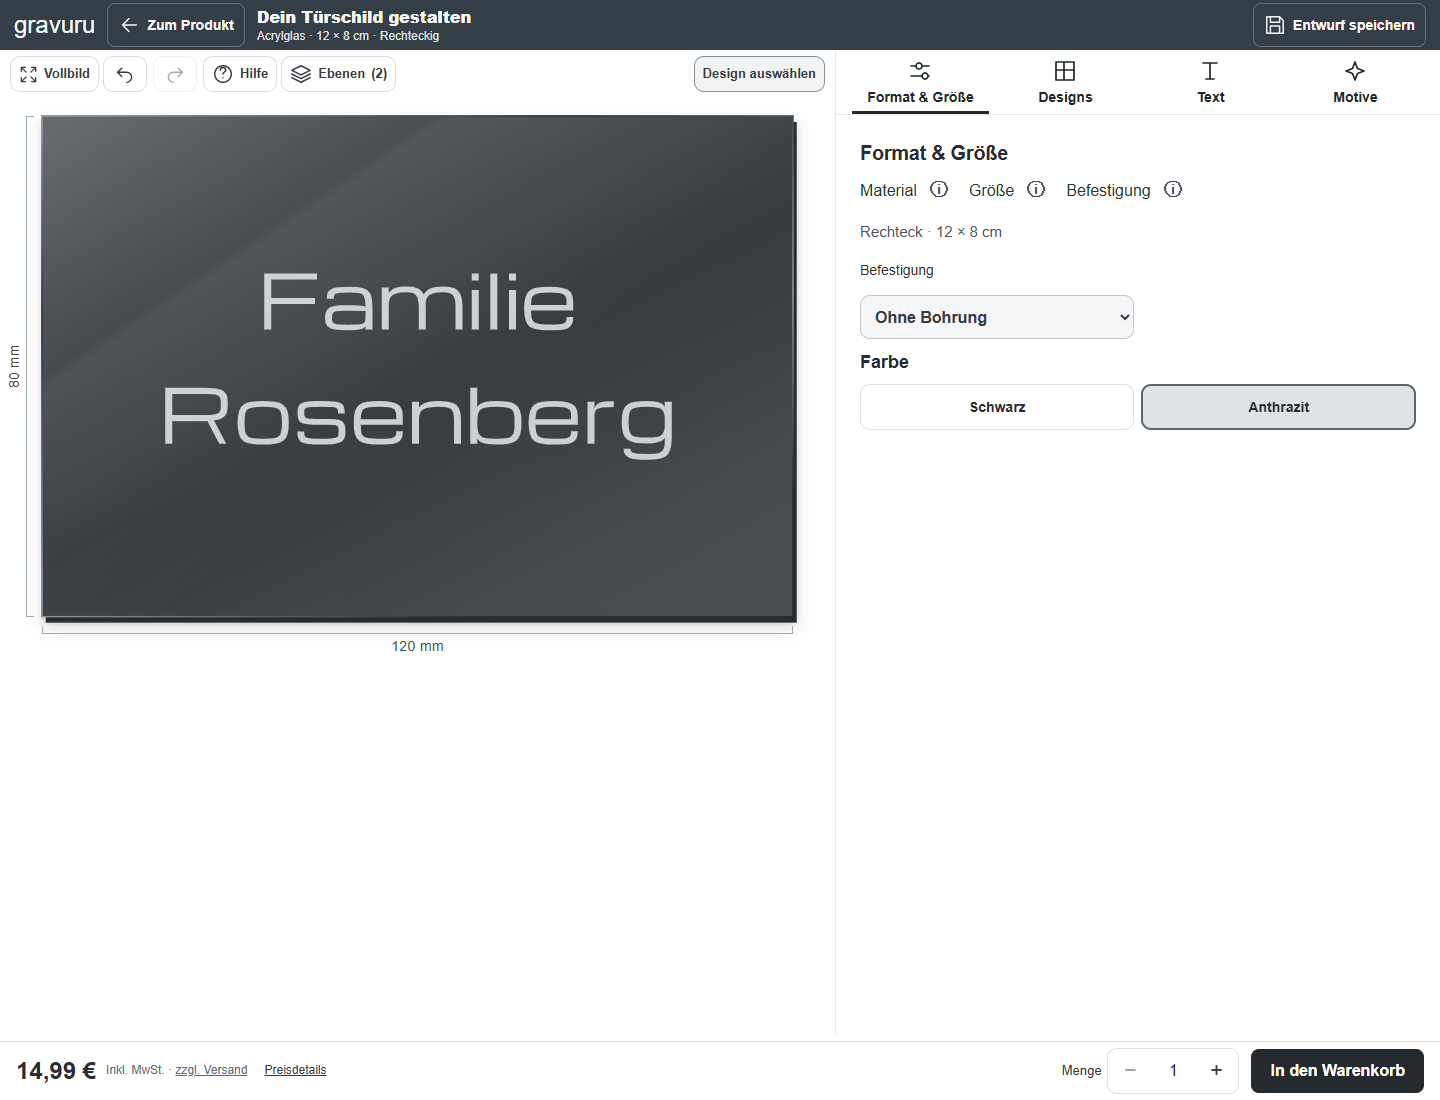 gravuru
Zum Produkt
Dein Türschild gestalten
Acrylglas · 12 × 8 cm · Rechteckig
Entwurf speichern
Vollbild
Hilfe
Ebenen (2)
Design auswählen
Format & Größe
Designs
Text
Motive
80 mm
Familie
Rosenberg
120 mm
Format & Größe
Material
Größe
Befestigung
Rechteck · 12 × 8 cm
Befestigung
Ohne Bohrung
Farbe
Schwarz
Anthrazit
14,99 € Inkl. MwSt. · zzgl. Versand Preisdetails
Menge − 1 +
In den Warenkorb